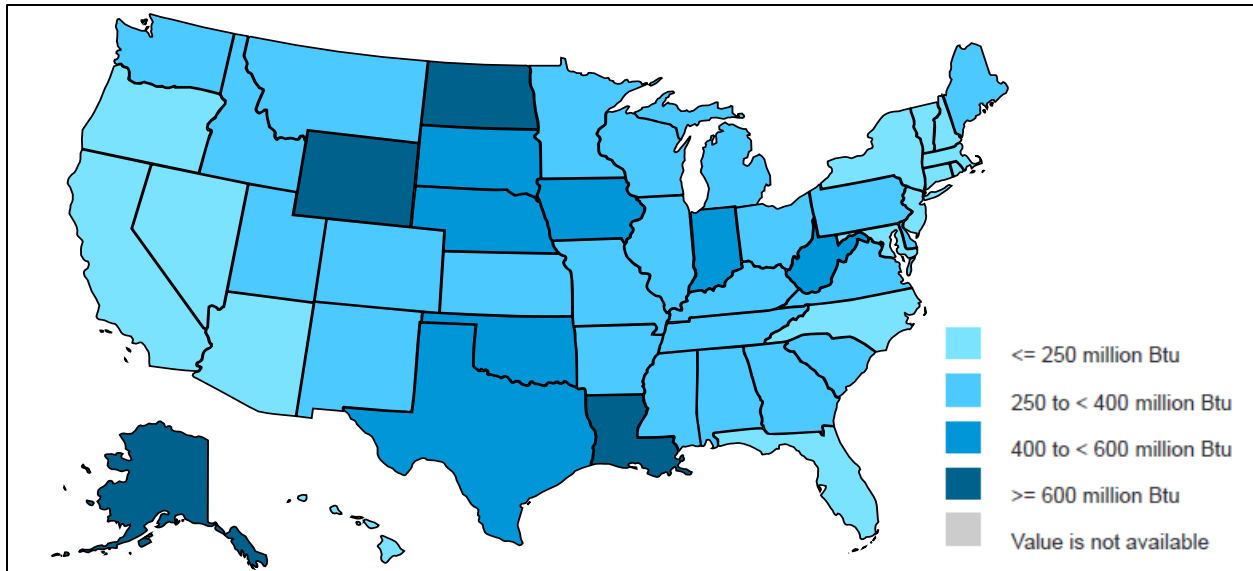 <= 250 million Btu
250 to < 400 million Btu
400 to < 600 million Btu
>= 600 million Btu
Value is not available